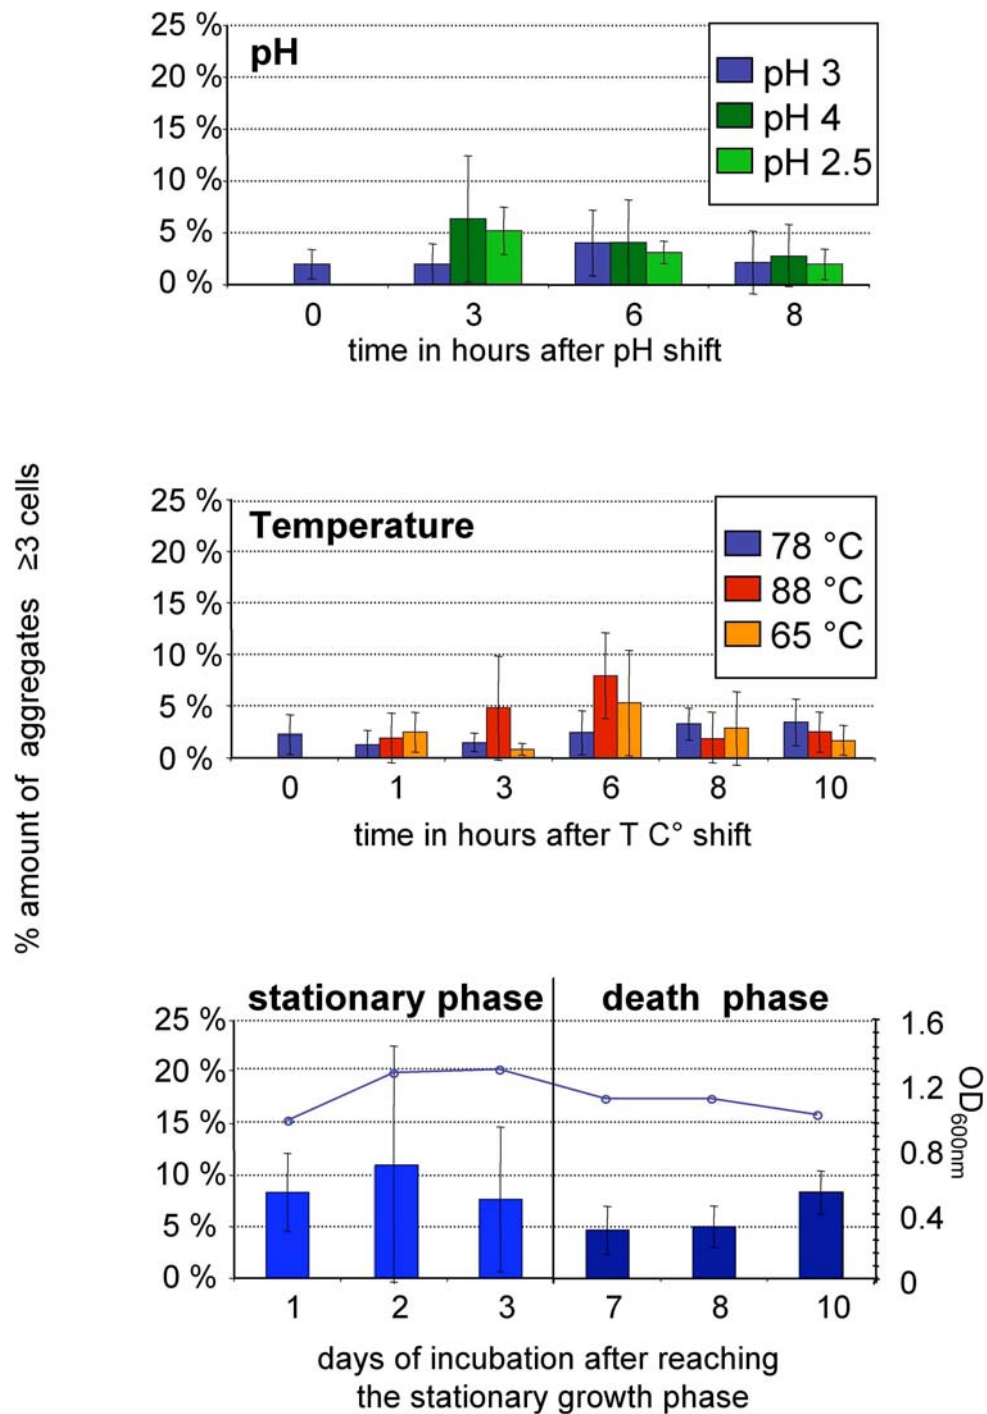 % amount of aggregates ≥3 cells
pH
25 %
20 %
15 %
10 %
5 %
0 %
pH 3
pH 4
pH 2.5
0 3 6 8
time in hours after pH shift
Temperature
25 %
20 %
15 %
10 %
5 %
0 %
78 °C
88 °C
65 °C
0 1 3 6 8 10
time in hours after T C° shift
stationary phase death phase
25 %
20 %
15 %
10 %
5 %
0 %
1.6
1.2
0.8
0.4
0
OD600nm
1 2 3 7 8 10
days of incubation after reaching
the stationary growth phase